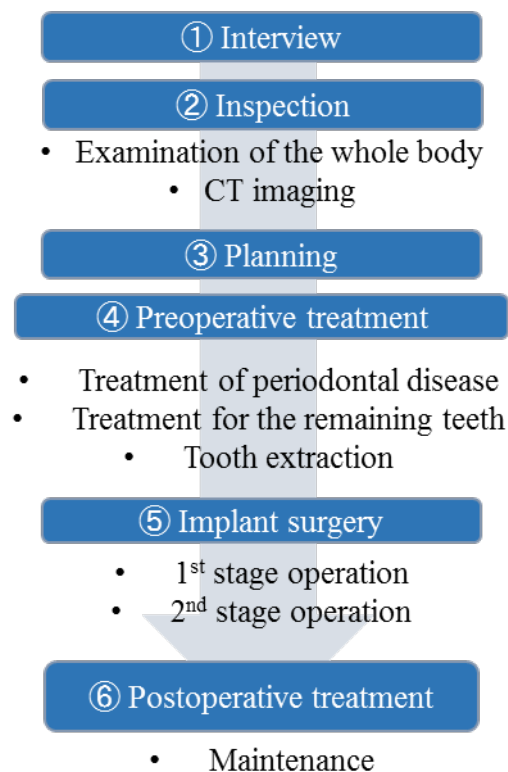 ① Interview
② Inspection
• Examination of the whole body
• CT imaging
③ Planning
④ Preoperative treatment
• Treatment of periodontal disease
• Treatment for the remaining teeth
• Tooth extraction
⑤ Implant surgery
• 1st stage operation
• 2nd stage operation
⑥ Postoperative treatment
• Maintenance